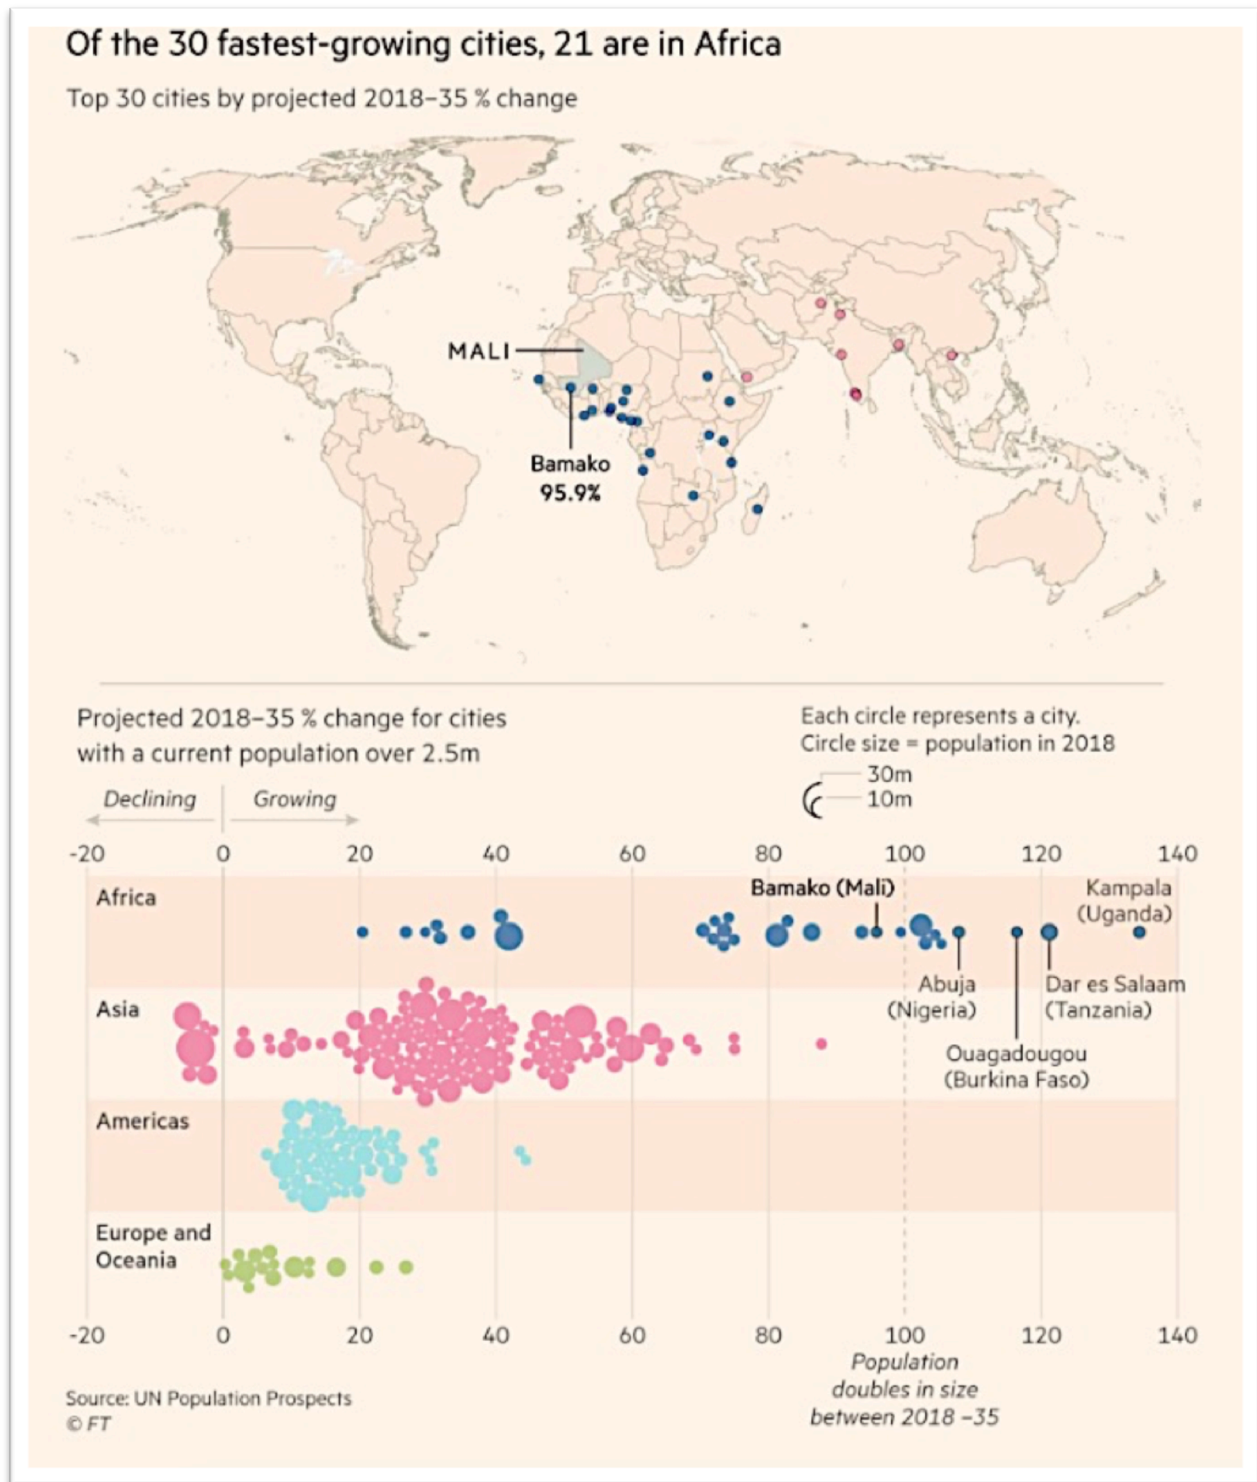 Of the 30 fastest-growing cities, 21 are in Africa
Top 30 cities by projected 2018–35 % change
MALI
Bamako
95.9%
Projected 2018–35 % change for cities
with a current population over 2.5m
Each circle represents a city.
Circle size = population in 2018
30m
10m
Declining
Growing
-20 0 20 40 60 80 100 120 140
Africa
Bamako (Mali)
Kampala
(Uganda)
Abuja
(Nigeria)
Dar es Salaam
(Tanzania)
Ouagadougou
(Burkina Faso)
Asia
Americas
Europe and
Oceania
-20 0 20 40 60 80 100 120 140
Population
doubles in size
between 2018 –35
Source: UN Population Prospects
© FT